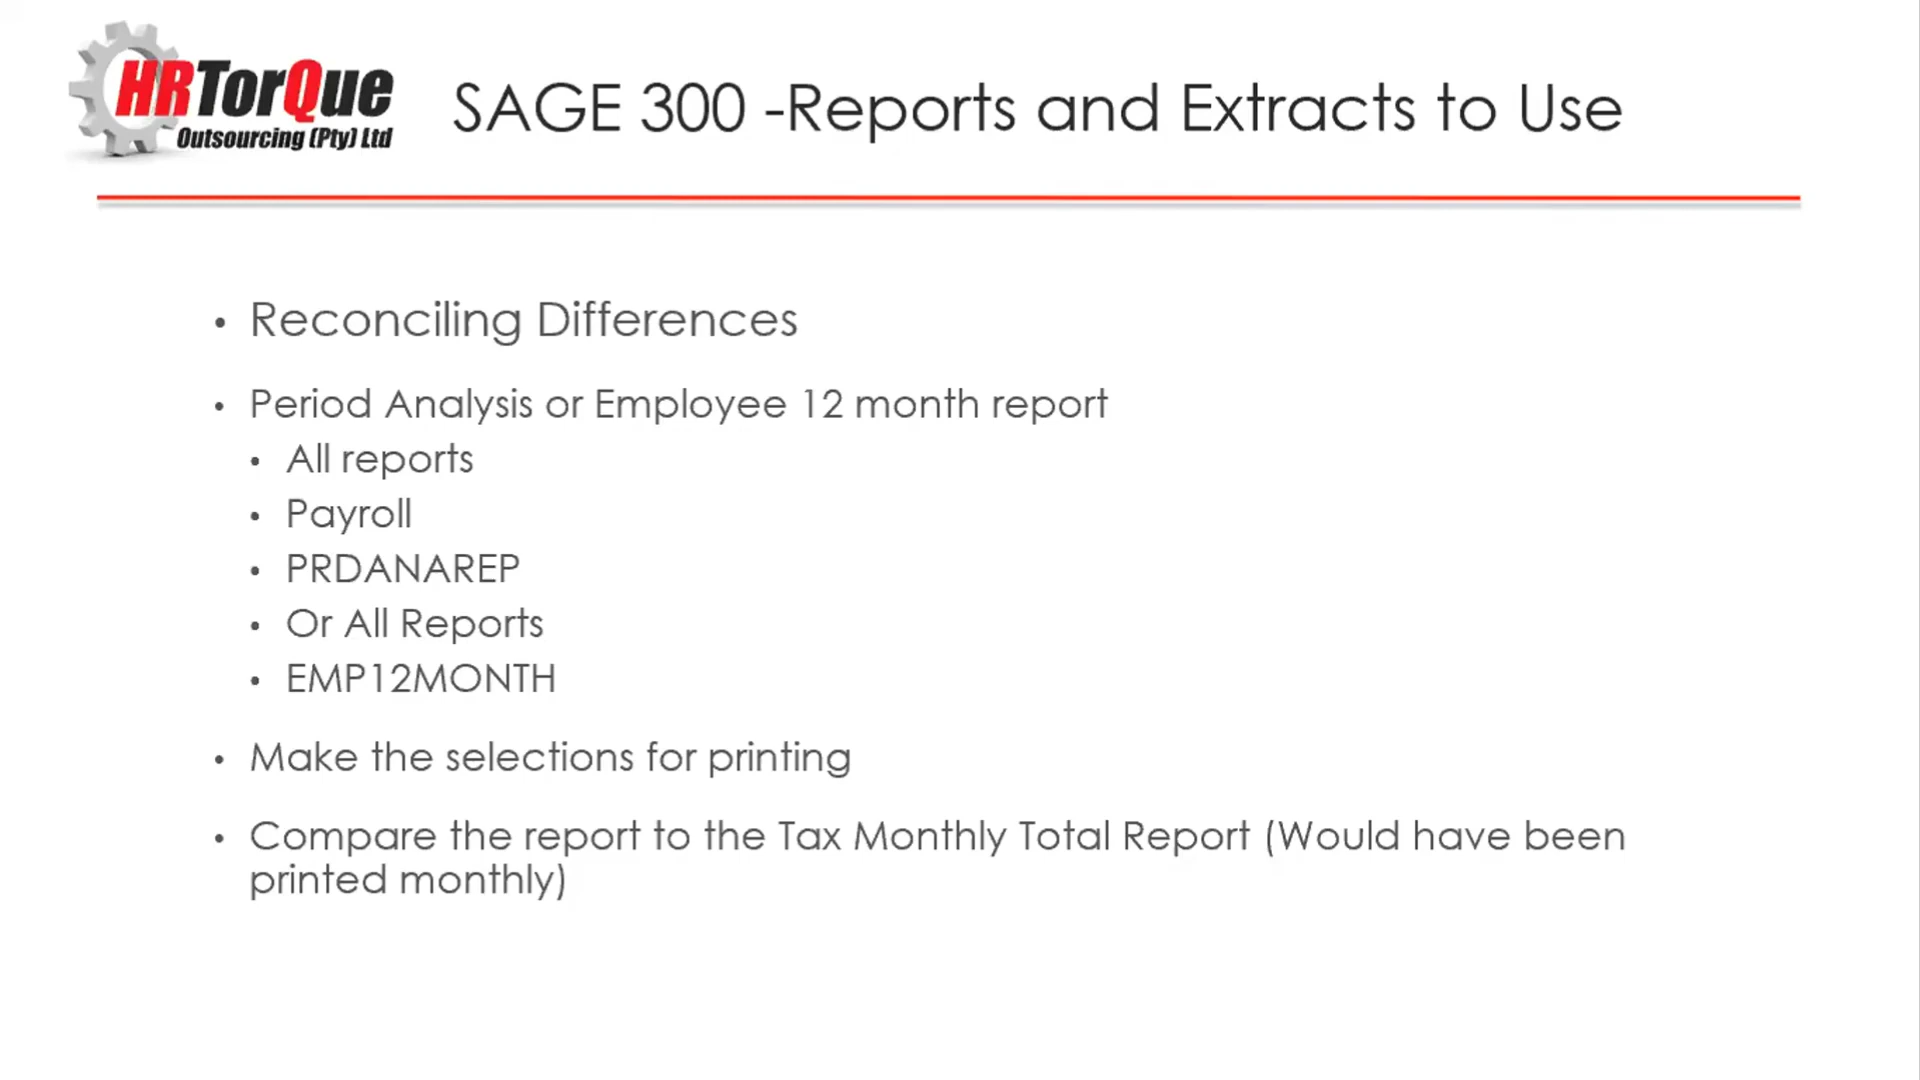 HRTorQue
Outsourcing (Pty) Ltd
SAGE 300 -Reports and Extracts to Use
• Reconciling Differences
• Period Analysis or Employee 12 month report
• All reports
• Payroll
• PRDANAREP
• Or All Reports
• EMP12MONTH
• Make the selections for printing
• Compare the report to the Tax Monthly Total Report (Would have been
printed monthly)